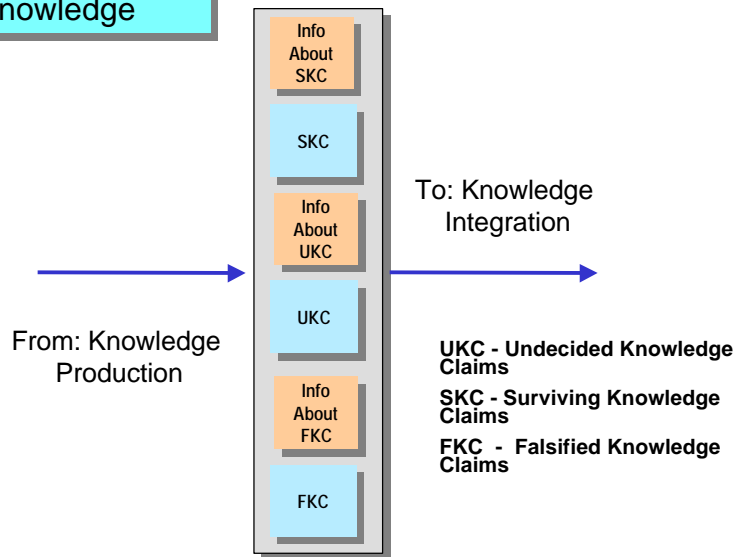 Info
About
SKC
SKC
Info
About
UKC
UKC
Info
About
FKC
FKC
From: Knowledge
Production
To: Knowledge
Integration
UKC - Undecided Knowledge
Claims
SKC - Surviving Knowledge
Claims
FKC - Falsified Knowledge
Claims